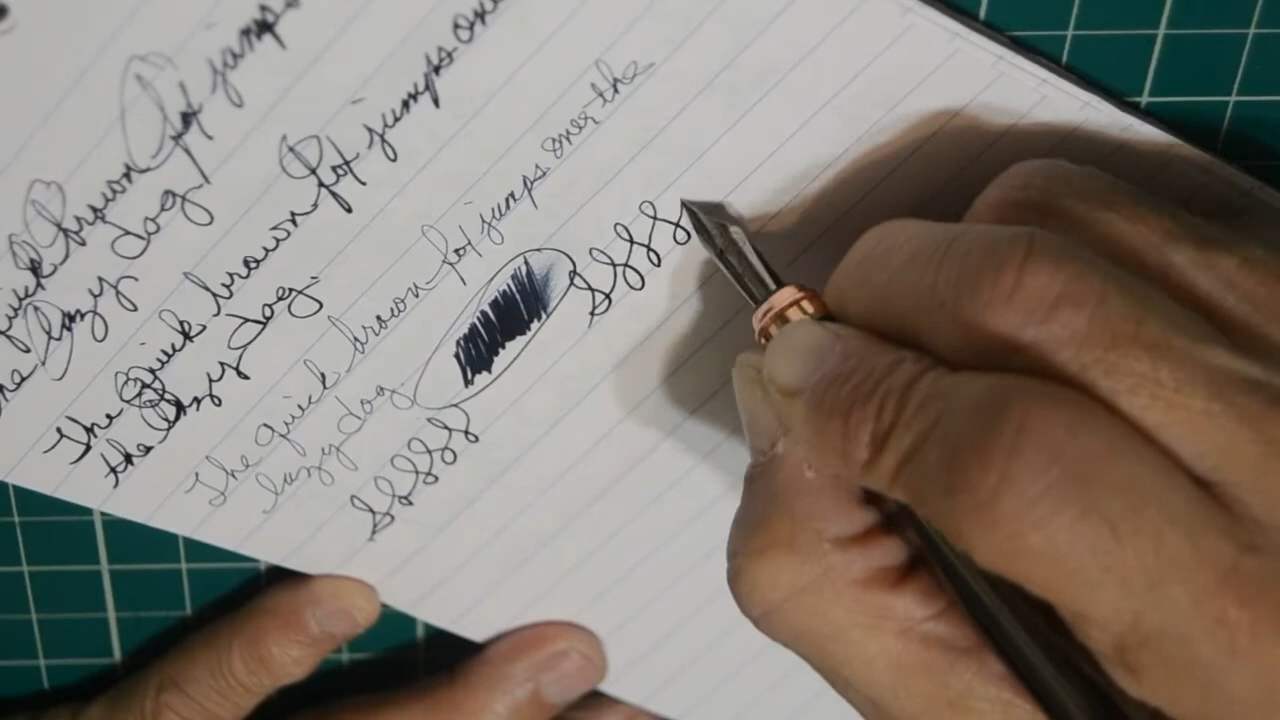 quick brown fox jumps
the lazy dog
The quick brown fox jumps over
the lazy dog.
The quick brown fox jumps over the
lazy dog.
SSSS SSSS